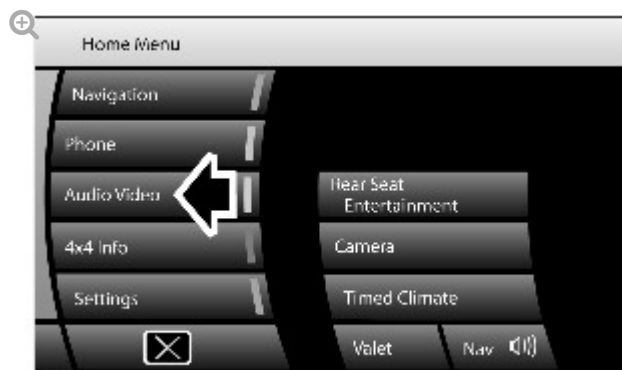 Home Menu
Navigation
Phone
Audio Video
4x4 Info
Settings
Rear Seat
Entertainment
Camera
Timed Climate
Valet
Nav